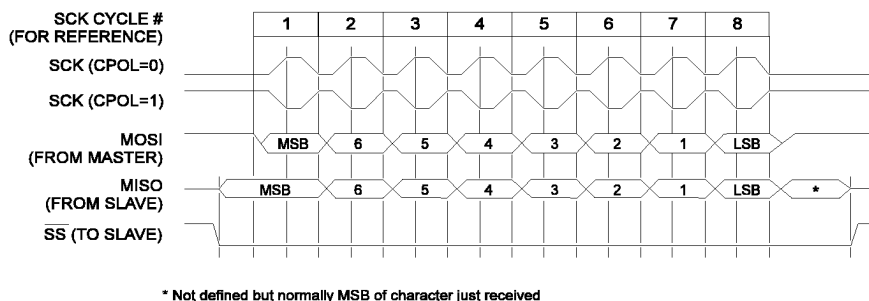 SCK CYCLE # 1 2 3 4 5 6 7 8
(FOR REFERENCE)
SCK (CPOL=0)
SCK (CPOL=1)
MOSI MSB 6 5 4 3 2 1 LSB
(FROM MASTER)
MISO MSB 6 5 4 3 2 1 LSB *
(FROM SLAVE)
SS (TO SLAVE)
* Not defined but normally MSB of character just received